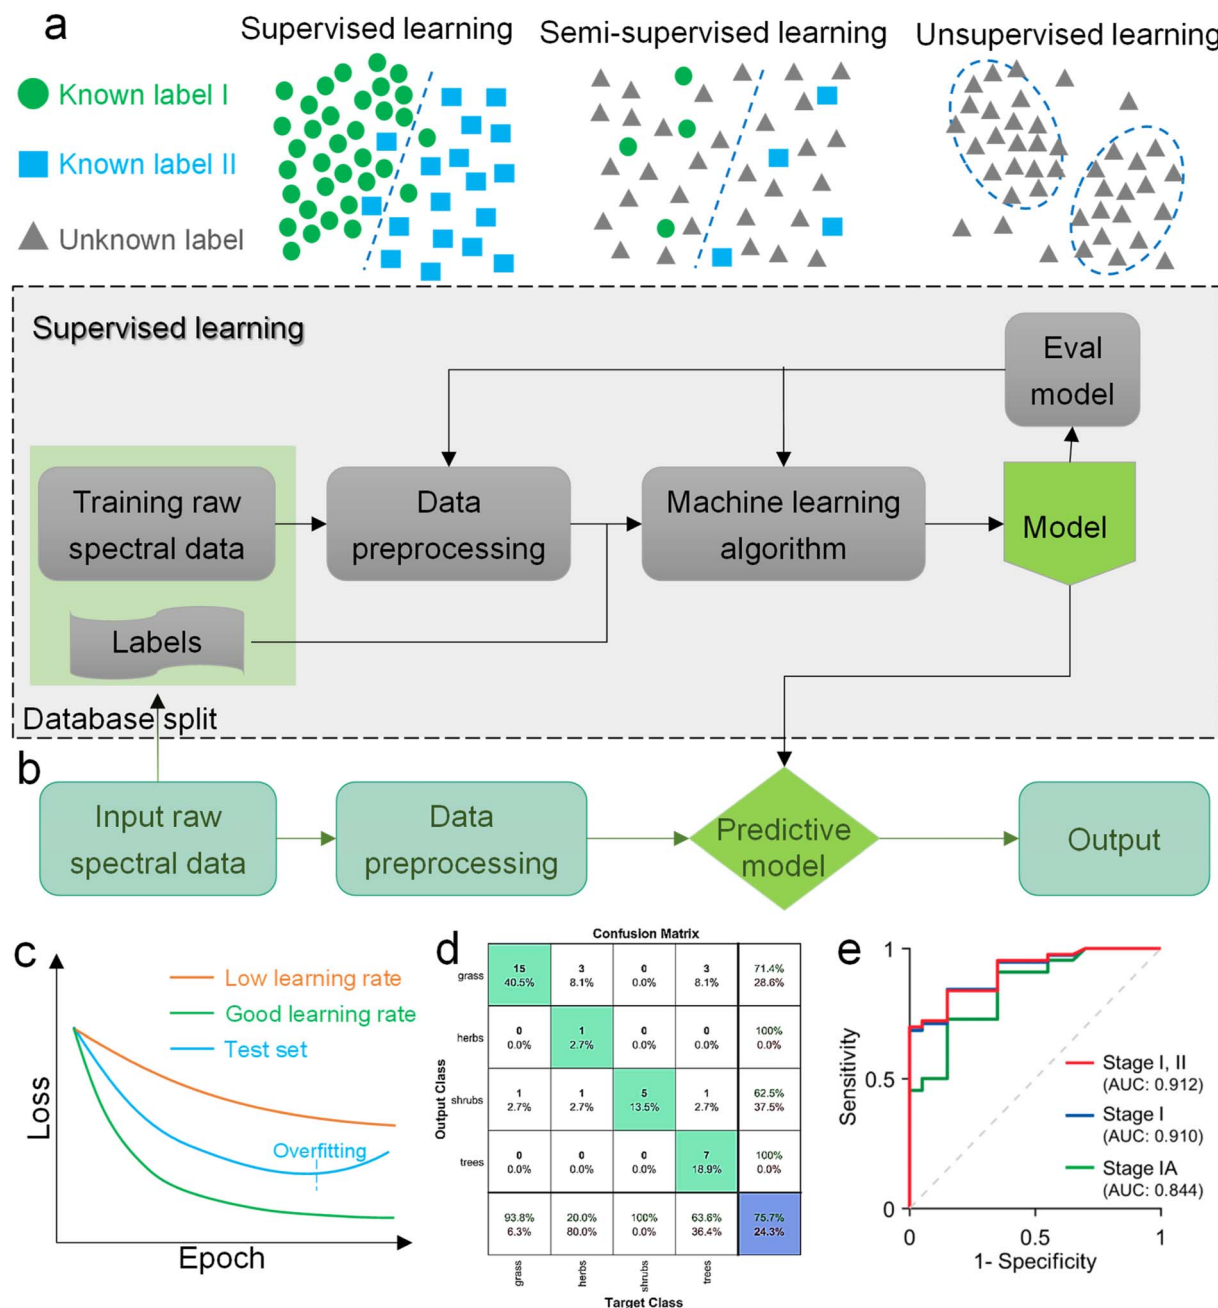 a
Supervised learning
Semi-supervised learning
Unsupervised learning
Known label I
Known label II
Unknown label
Supervised learning
Eval
model
Training raw
spectral data
Data
preprocessing
Machine learning
algorithm
Model
Labels
Database split
b
Input raw
spectral data
Data
preprocessing
Predictive
model
Output
c
Low learning rate
Good learning rate
Test set
Overfitting
Loss
Epoch
d
Confusion Matrix
Output Class
grass
15 3 0 3 71.4%
40.5% 8.1% 0.0% 8.1% 28.6%
herbs
0 1 0 0 100%
0.0% 2.7% 0.0% 0.0% 0.0%
shrubs
1 1 5 1 62.5%
2.7% 2.7% 13.5% 2.7% 37.5%
trees
0 0 0 7 100%
0.0% 0.0% 0.0% 18.9% 0.0%
93.8% 20.0% 100% 63.6% 75.7%
6.3% 80.0% 0.0% 36.4% 24.3%
grass herbs shrubs trees
Target Class
e
1
0.5
0
Sensitivity
Stage I, II
(AUC: 0.912)
Stage I
(AUC: 0.910)
Stage IA
(AUC: 0.844)
0 0.5 1
1- Specificity